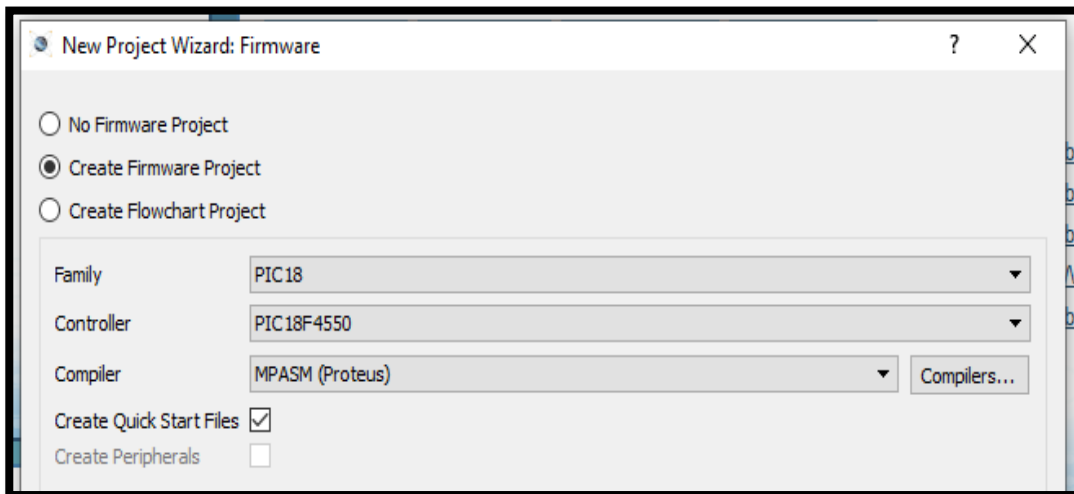 New Project Wizard: Firmware
?
No Firmware Project
Create Firmware Project
Create Flowchart Project
Family PIC18
Controller PIC18F4550
Compiler MPASM (Proteus) Compilers...
Create Quick Start Files
Create Peripherals